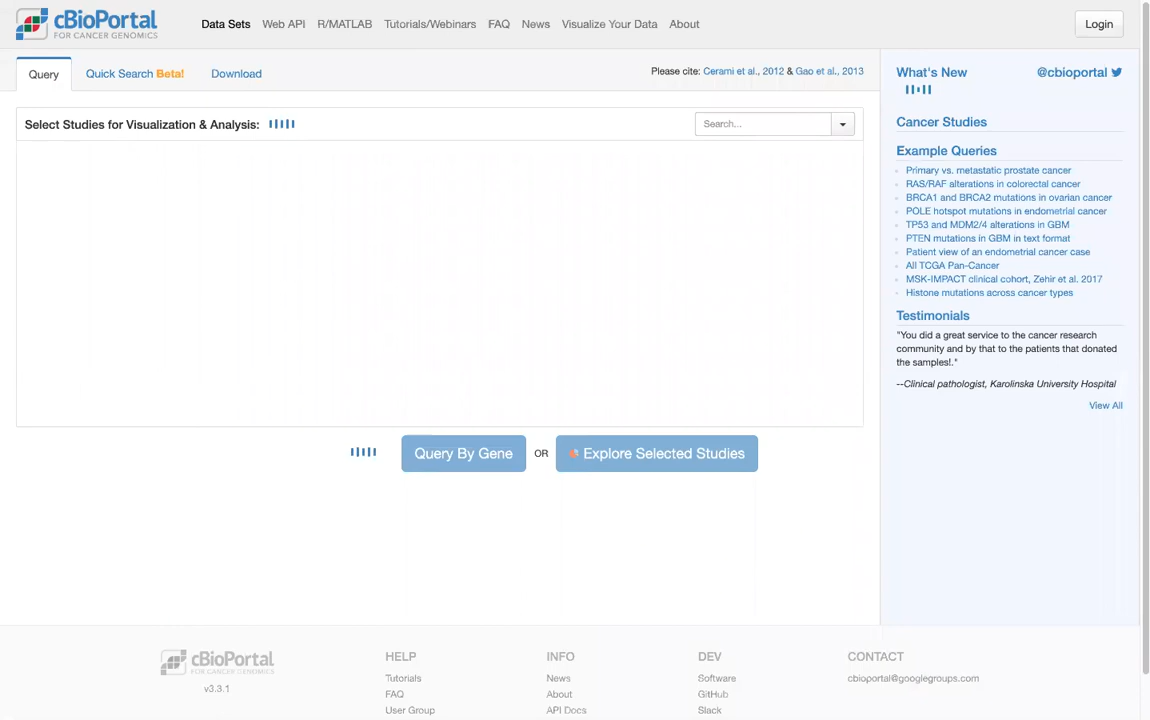 cBioPortal
FOR CANCER GENOMICS
Data Sets Web API R/MATLAB Tutorials/Webinars FAQ News Visualize Your Data About
Login
Query Quick Search Beta! Download
Please cite: Cerami et al., 2012 & Gao et al., 2013
Select Studies for Visualization & Analysis:
Search...
Query By Gene OR Explore Selected Studies
What's New @cbioportal
Cancer Studies
Example Queries
Primary vs. metastatic prostate cancer
RAS/RAF alterations in colorectal cancer
BRCA1 and BRCA2 mutations in ovarian cancer
POLE hotspot mutations in endometrial cancer
TP53 and MDM2/4 alterations in GBM
PTEN mutations in GBM in text format
Patient view of an endometrial cancer case
All TCGA Pan-Cancer
MSK-IMPACT clinical cohort, Zehir et al. 2017
Histone mutations across cancer types
Testimonials
"You did a great service to the cancer research
community and by that to the patients that donated
the samples!."
--Clinical pathologist, Karolinska University Hospital
View All
cBioPortal
FOR CANCER GENOMICS
v3.3.1
HELP
Tutorials
FAQ
User Group
INFO
News
About
API Docs
DEV
Software
GitHub
Slack
CONTACT
cbioportal@googlegroups.com